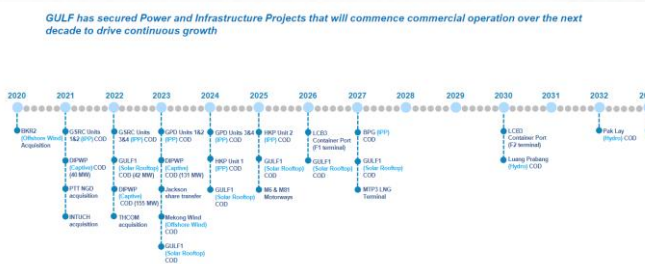 GULF has secured Power and Infrastructure Projects that will commence commercial operation over the next
decade to drive continuous growth
2020
2021
2022
2023
2024
2025
2026
2027
2028
2029
2030
2031
2032
BKR2
(Offshore Wind)
Acquisition
GSRC Units
1&2 (IPP) COD
DIPWP
(Captive) COD
(40 MW)
PTT NGD
acquisition
INTUCH
acquisition
GSRC Units
3&4 (IPP) COD
GULF1
(Solar Rooftop)
COD (42 MW)
DIPWP
(Captive)
COD (155 MW)
THCOM
acquisition
GPD Units 1&2
(IPP) COD
DIPWP
(Captive)
COD (131 MW)
Jackson
share transfer
Mekong Wind
(Offshore Wind)
COD
GULF1
(Solar Rooftop)
COD
GPD Units 3&4
(IPP) COD
HKP Unit 1
(IPP) COD
GULF1
(Solar Rooftop)
COD
HKP Unit 2
(IPP) COD
GULF1
(Solar Rooftop)
COD
M6 & M81
Motorways
LCB3
Container Port
(F1 terminal)
GULF1
(Solar Rooftop)
COD
BPG (IPP)
COD
GULF1
(Solar Rooftop)
COD
MTP3 LNG
Terminal
LCB3
Container Port
(F2 terminal)
Luang Prabang
(Hydro) COD
Pak Lay
(Hydro) COD